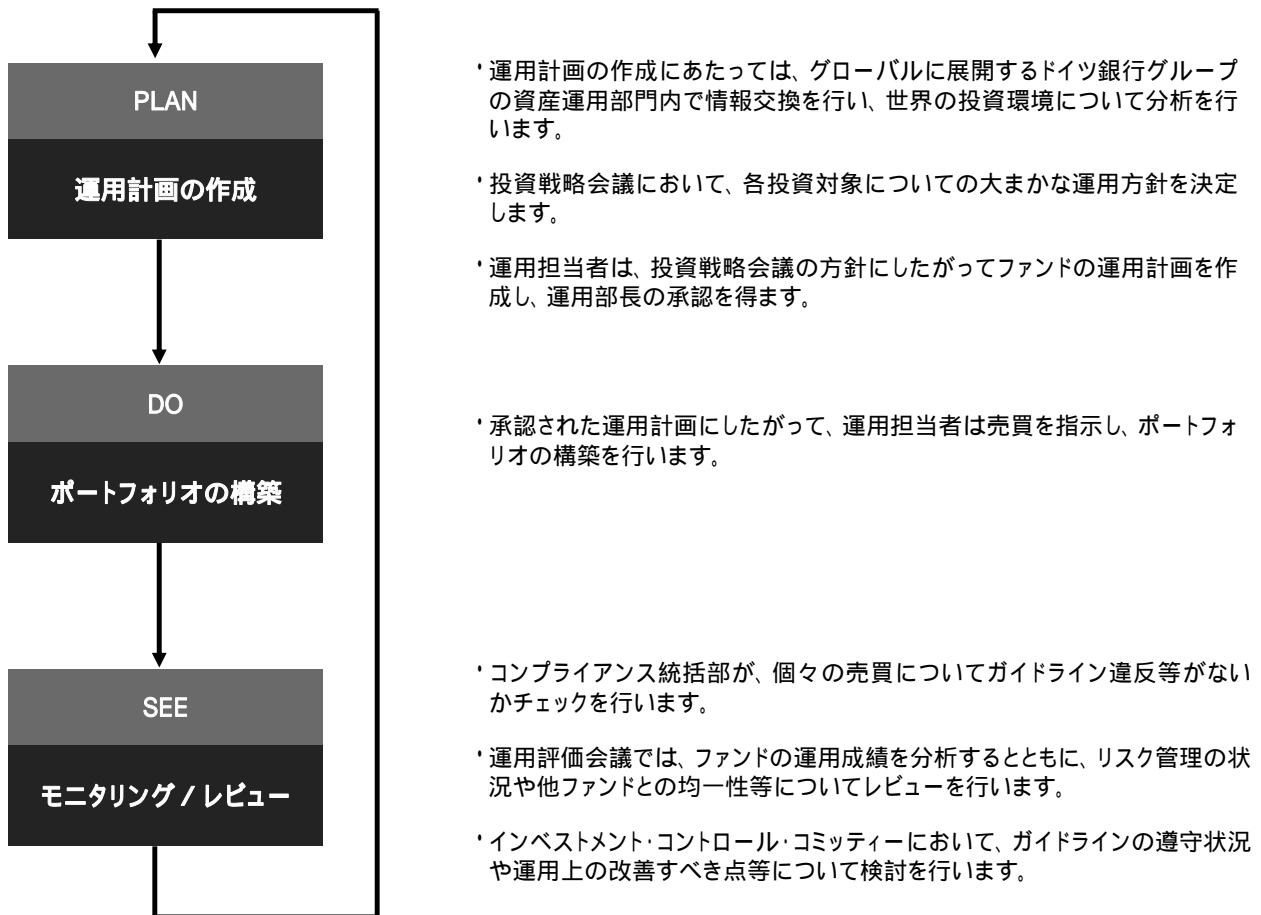 PLAN
運用計画の作成
・運用計画の作成にあたっては、グローバルに展開するドイツ銀行グループ
の資産運用部門内で情報交換を行い、世界の投資環境について分析を行
います。
・投資戦略会議において、各投資対象についての大まかな運用方針を決定
します。
・運用担当者は、投資戦略会議の方針にしたがってファンドの運用計画を作
成し、運用部長の承認を得ます。
DO
ポートフォリオの構築
・承認された運用計画にしたがって、運用担当者は売買を指示し、ポートフォ
リオの構築を行います。
SEE
モニタリング / レビュー
・コンプライアンス統括部が、個々の売買についてガイドライン違反等がない
かチェックを行います。
・運用評価会議では、ファンドの運用成績を分析するとともに、リスク管理の状
況や他ファンドとの均一性等についてレビューを行います。
・インベストメント・コントロール・コミッティーにおいて、ガイドラインの遵守状況
や運用上の改善すべき点等について検討を行います。